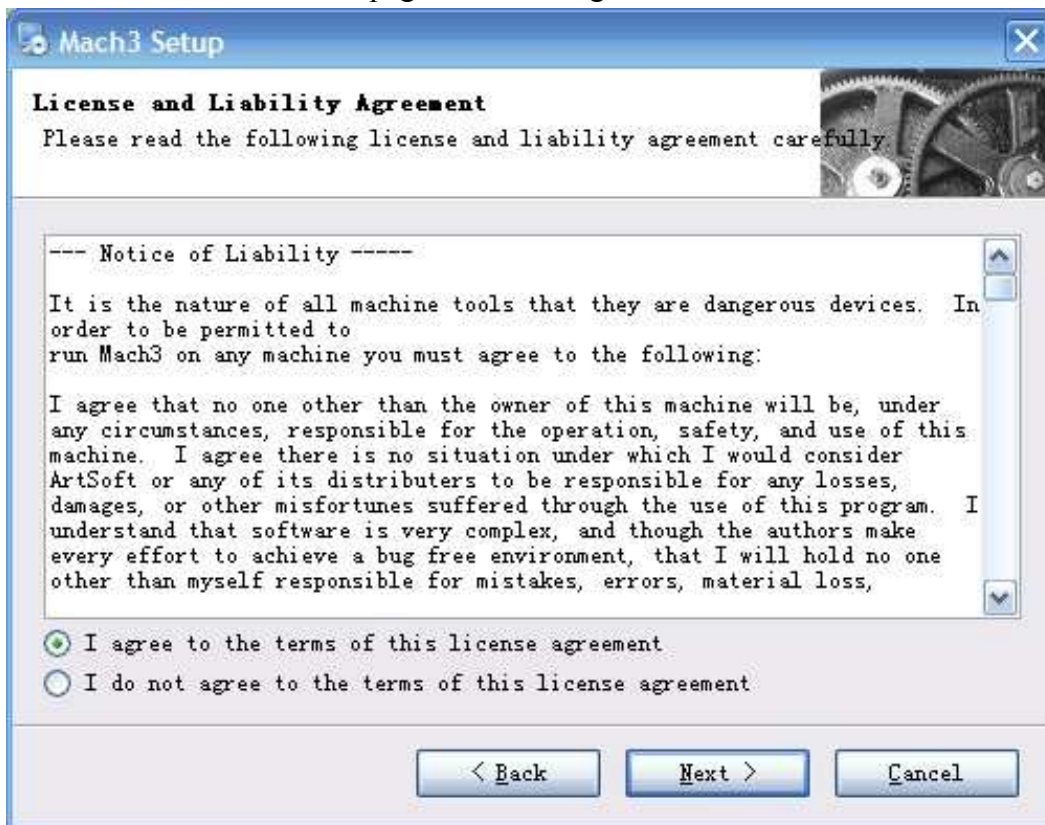 Mach3 Setup
License and Liability Agreement
Please read the following license and liability agreement carefully.
--- Notice of Liability -----
It is the nature of all machine tools that they are dangerous devices.  In
order to be permitted to
run Mach3 on any machine you must agree to the following:
I agree that no one other than the owner of this machine will be, under
any circumstances, responsible for the operation, safety, and use of this
machine.  I agree there is no situation under which I would consider
ArtSoft or any of its distributers to be responsible for any losses,
damages, or other misfortunes suffered through the use of this program.  I
understand that software is very complex, and though the authors make
every effort to achieve a bug free environment, that I will hold no one
other than myself responsible for mistakes, errors, material loss,
I agree to the terms of this license agreement
I do not agree to the terms of this license agreement
< Back
Next >
Cancel